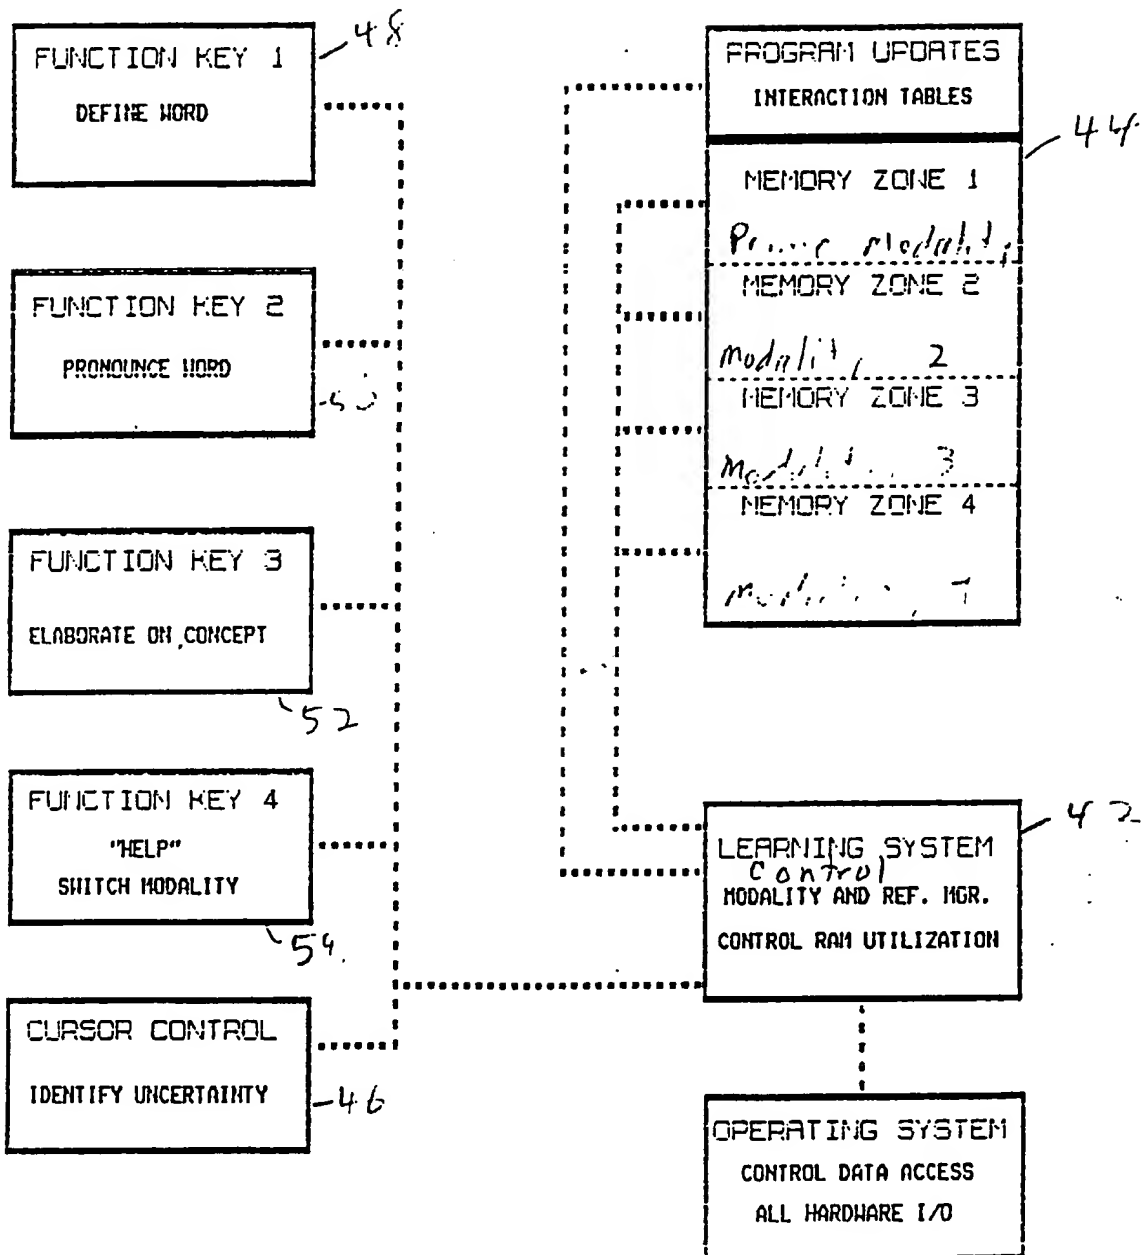 FUNCTION KEY 1
DEFINE WORD
48
FUNCTION KEY 2
PRONOUNCE WORD
50
FUNCTION KEY 3
ELABORATE ON CONCEPT
52
FUNCTION KEY 4
"HELP"
SWITCH MODALITY
54
CURSOR CONTROL
IDENTIFY UNCERTAINTY
46
PROGRAM UPDATES
INTERACTION TABLES
44
MEMORY ZONE 1
MEMORY ZONE 2
Modality 2
MEMORY ZONE 3
Modality 3
MEMORY ZONE 4
42
LEARNING SYSTEM
Control
MODALITY AND REF. MGR.
CONTROL RAM UTILIZATION
OPERATING SYSTEM
CONTROL DATA ACCESS
ALL HARDWARE I/O